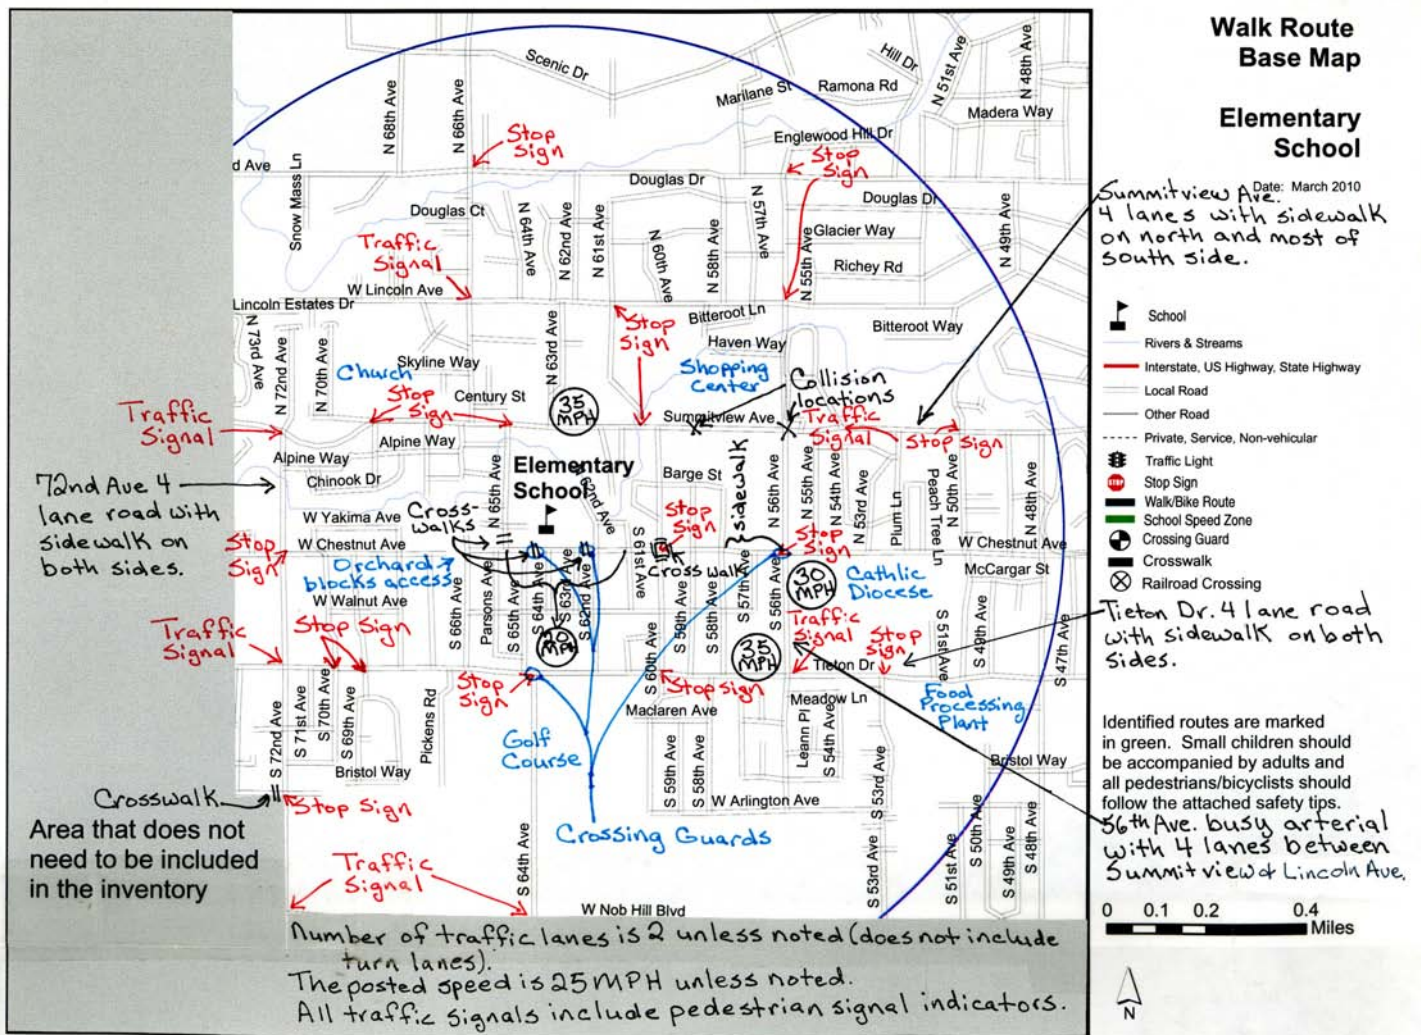 Walk Route
Base Map
Elementary
School
Date: March 2010
Summitview Ave.
4 lanes with sidewalk
on north and most of
south side.
School
Rivers & Streams
Interstate, US Highway, State Highway
Local Road
Other Road
Private, Service, Non-vehicular
Traffic Light
STOP
Stop Sign
Walk/Bike Route
School Speed Zone
Crossing Guard
Crosswalk
Railroad Crossing
Tieton Dr. 4 lane road
with sidewalk on both
sides.
Identified routes are marked
in green. Small children should
be accompanied by adults and
all pedestrians/bicyclists should
follow the attached safety tips.
56th Ave. busy arterial
with 4 lanes between
Summitview & Lincoln Ave.
0 0.1 0.2 0.4
Miles
N
Scenic Dr
Hill Dr
N 51st Ave
N 48th Ave
Marilane St
Ramona Rd
Madera Way
N 68th Ave
N 66th Ave
Stop
Sign
Englewood Hill Dr
Stop
Sign
d Ave
Snow Mass Ln
Douglas Dr
Douglas Dr
Douglas Ct
N 64th Ave
N 62nd Ave
N 61st Ave
N 60th Ave
N 58th Ave
N 57th Ave
N 55th Ave
Glacier Way
Richey Rd
N 49th Ave
Traffic
Signal
W Lincoln Ave
Lincoln Estates Dr
Bitteroot Ln
Bitteroot Way
Stop
Sign
Haven Way
N 73rd Ave
N 72nd Ave
N 70th Ave
Skyline Way
N 63rd Ave
Church
Shopping
Center
Collision
locations
Stop
Sign
Century St
35
MPH
Summitview Ave
Traffic
Signal
Traffic
Signal
Stop Sign
Alpine Way
Alpine Way
Chinook Dr
72nd Ave 4
lane road with
sidewalk on
both sides.
Elementary
School
N 65th Ave
62nd Ave
Barge St
sidewalk
N 56th Ave
N 55th Ave
N 54th Ave
N 53rd Ave
Plum Ln
Peach Tree Ln
N 50th Ave
N 48th Ave
W Yakima Ave
Cross-
walks
S 61st Ave
Stop
Sign
Stop
Sign
Stop
Sign
W Chestnut Ave
W Chestnut Ave
McCargar St
Orchard
blocks access
Cross walk
30
MPH
Cathlic
Diocese
W Walnut Ave
S 66th Ave
Parsons Ave
S 65th Ave
S 64th Ave
S 63rd Ave
S 62nd Ave
20
MPH
S 60th Ave
S 59th Ave
S 58th Ave
S 57th Ave
S 56th Ave
35
MPH
Traffic
Signal
Stop
Sign
S 51st Ave
S 49th Ave
S 47th Ave
Traffic
Signal
Stop Sign
Tieton Dr
Stop
Sign
Stop Sign
S 72nd Ave
S 71st Ave
S 70th Ave
S 69th Ave
Pickens Rd
Maclaren Ave
Meadow Ln
Food
Processing
Plant
Golf
Course
S 59th Ave
S 58th Ave
Leann Pl
S 54th Ave
S 53rd Ave
Bristol Way
Bristol Way
Crosswalk
Stop Sign
W Arlington Ave
Area that does not
need to be included
in the inventory
Crossing Guards
Traffic
Signal
S 64th Ave
S 53rd Ave
S 51st Ave
S 50th Ave
S 49th Ave
S 48th Ave
W Nob Hill Blvd
Number of traffic lanes is 2 unless noted (does not include
turn lanes).
The posted speed is 25 MPH unless noted.
All traffic signals include pedestrian signal indicators.